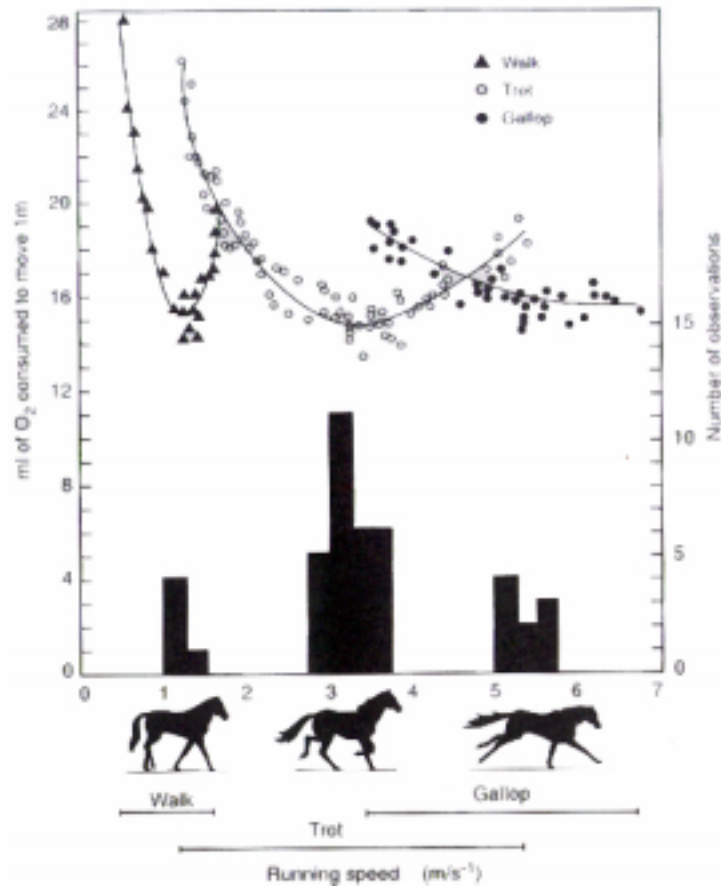 28
24
20
16
12
8
4
0
ml of O2 consumed to move 1m
Walk
Trot
Gallop
15
10
5
0
Number of observations
0 1 2 3 4 5 6 7
Walk
Gallop
Trot
Running speed (m/s⁻¹)